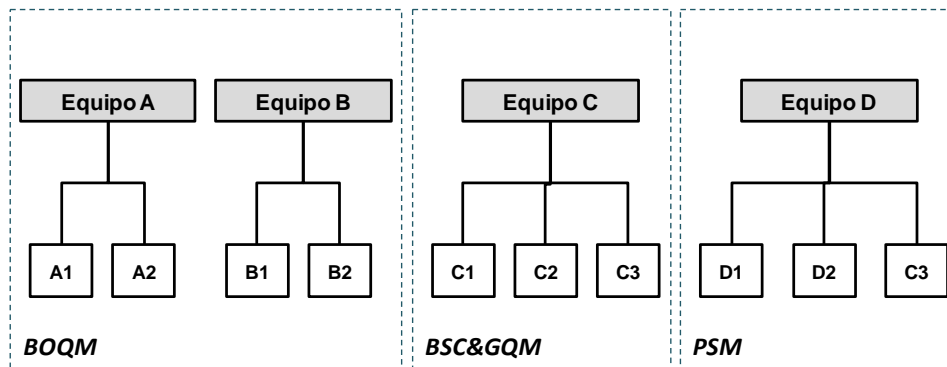 Equipo A
Equipo B
Equipo C
Equipo D
A1
A2
B1
B2
C1
C2
C3
D1
D2
C3
BOQM
BSC&GQM
PSM